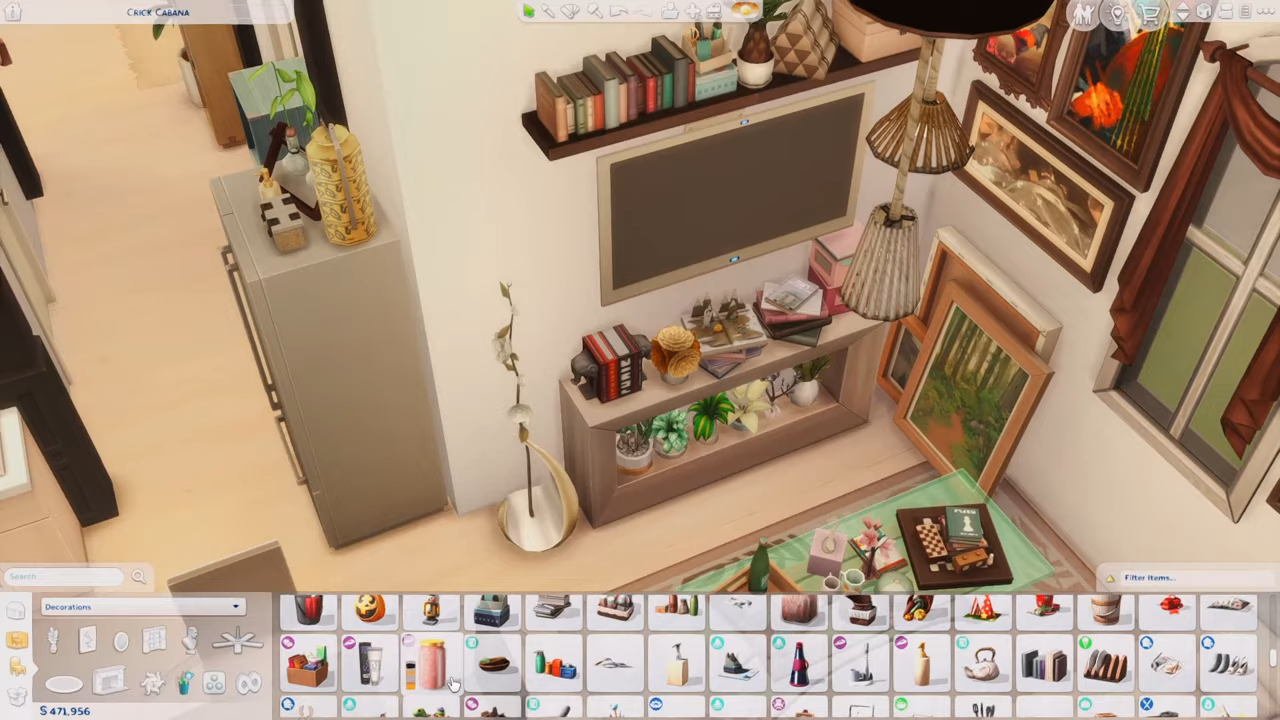 CRICK CABANA
Search...
Filter Items...
Decorations
$ 471,956